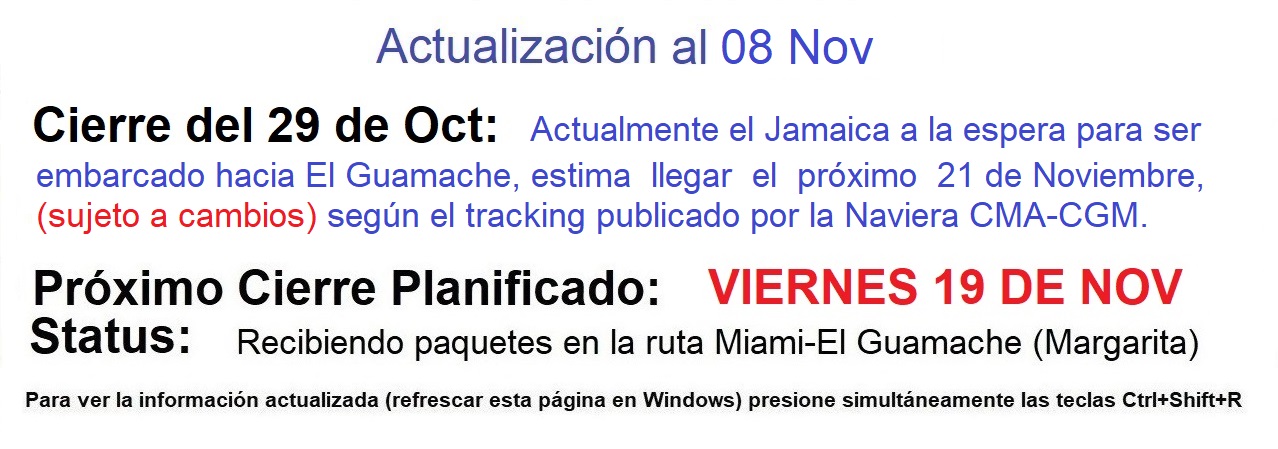 Actualización al 08 Nov
Cierre del 29 de Oct: Actualmente el Jamaica a la espera para ser
embarcado hacia El Guamache, estima llegar el próximo 21 de Noviembre,
(sujeto a cambios) según el tracking publicado por la Naviera CMA-CGM.
Próximo Cierre Planificado: VIERNES 19 DE NOV
Status: Recibiendo paquetes en la ruta Miami-El Guamache (Margarita)
Para ver la información actualizada (refrescar esta página en Windows) presione simultáneamente las teclas Ctrl+Shift+R